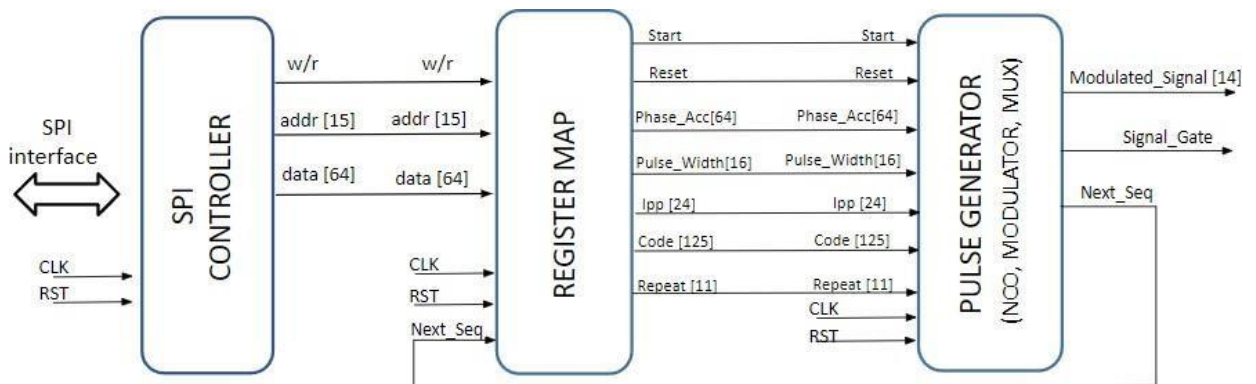 SPI
interface
CLK
RST
SPI
CONTROLLER
w/r w/r
addr [15] addr [15]
data [64] data [64]
CLK
RST
Next_Seq
REGISTER MAP
Start Start
Reset Reset
Phase_Acc[64] Phase_Acc[64]
Pulse_Width[16] Pulse_Width[16]
Ipp [24] Ipp [24]
Code [125] Code [125]
Repeat [11] Repeat [11]
CLK
RST
PULSE GENERATOR
(NCO, MODULATOR, MUX)
Modulated_Signal [14]
Signal_Gate
Next_Seq